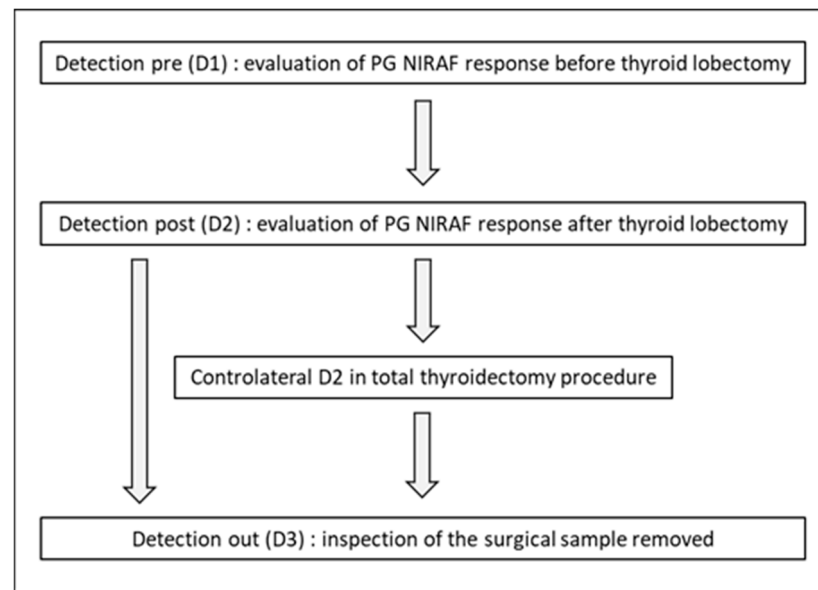 Detection pre (D1) : evaluation of PG NIRAF response before thyroid lobectomy
Detection post (D2) : evaluation of PG NIRAF response after thyroid lobectomy
Controlateral D2 in total thyroidectomy procedure
Detection out (D3) : inspection of the surgical sample removed